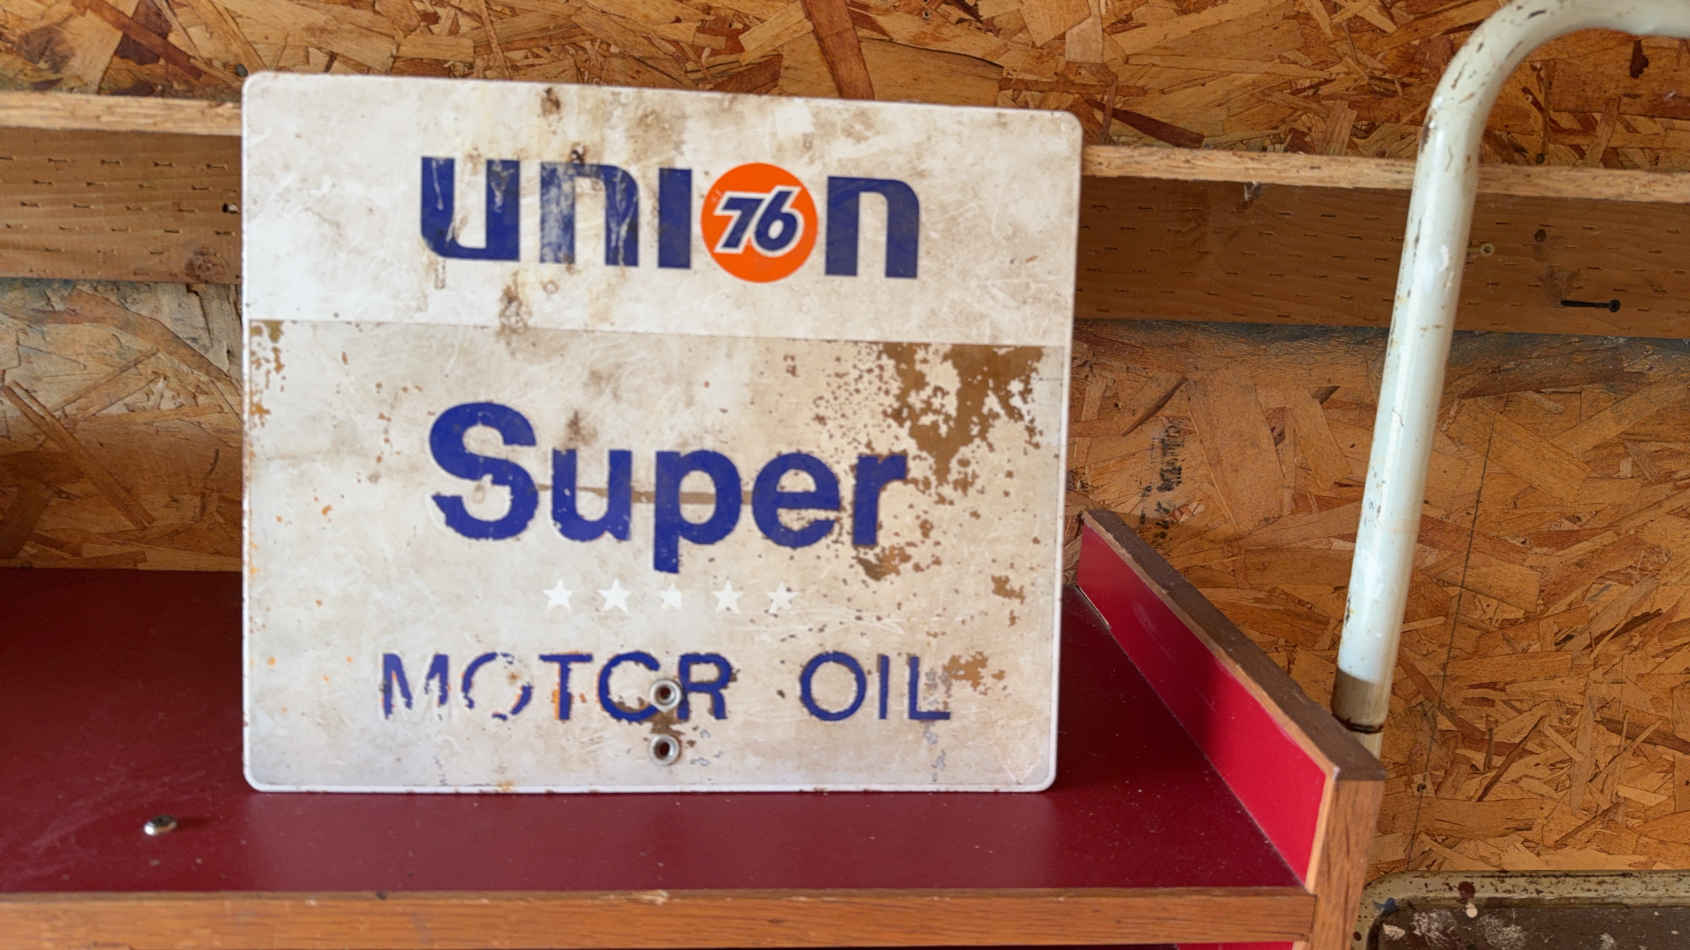 union 76
Super
MOTOR OIL